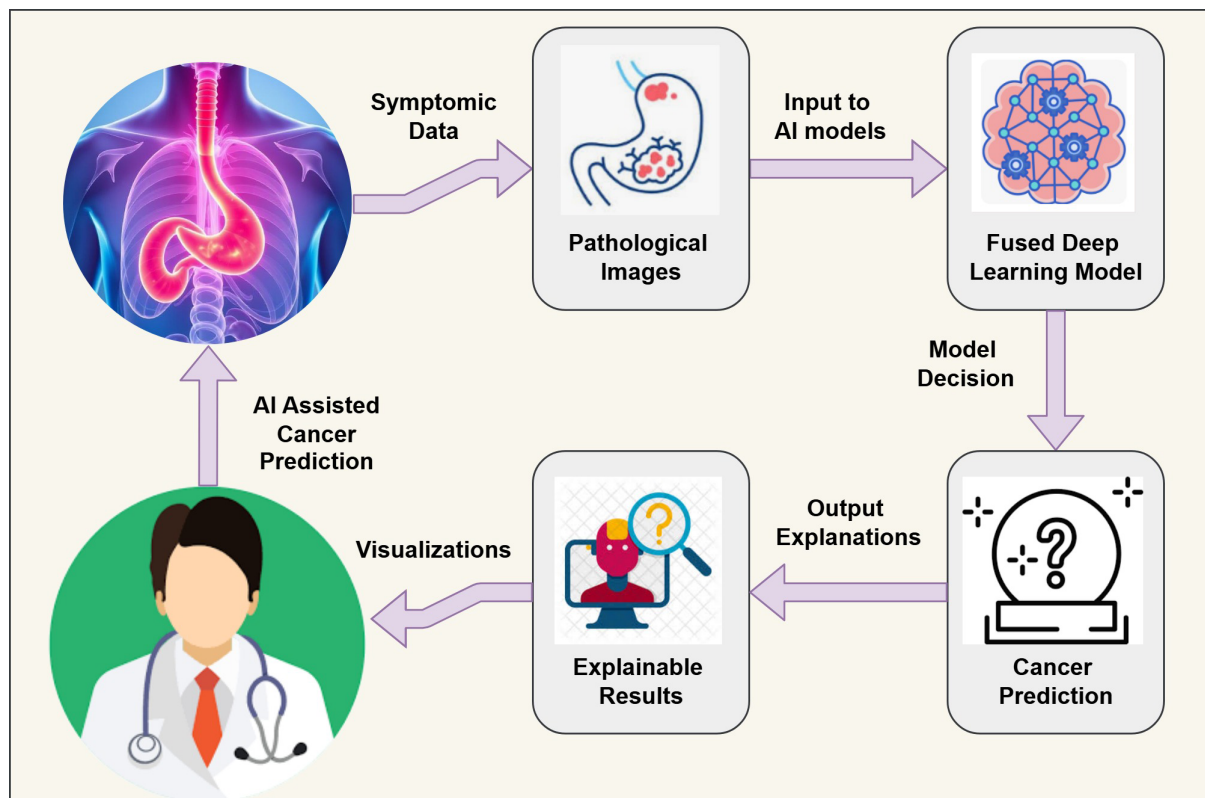 Symptomic
Data
Input to
AI models
Pathological
Images
Fused Deep
Learning Model
Model
Decision
AI Assisted
Cancer
Prediction
Output
Explanations
Visualizations
Explainable
Results
Cancer
Prediction